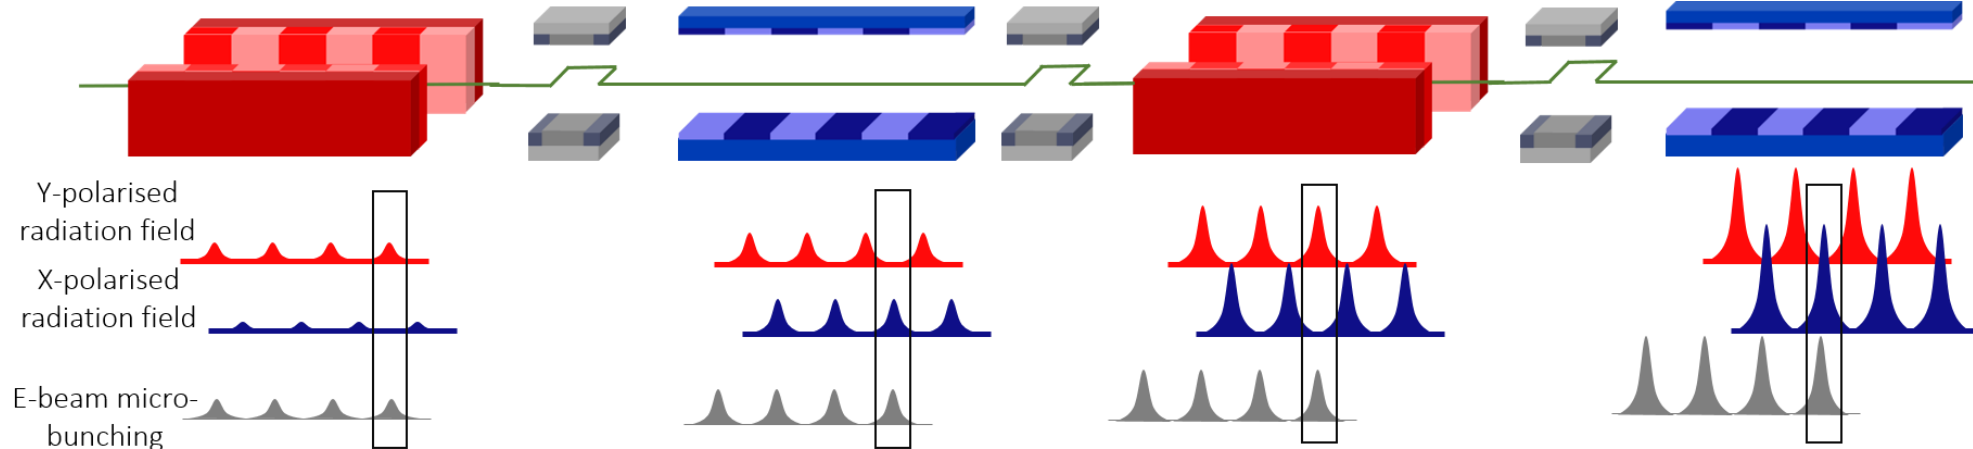 Y-polarised
radiation field
X-polarised
radiation field
E-beam micro-
bunching